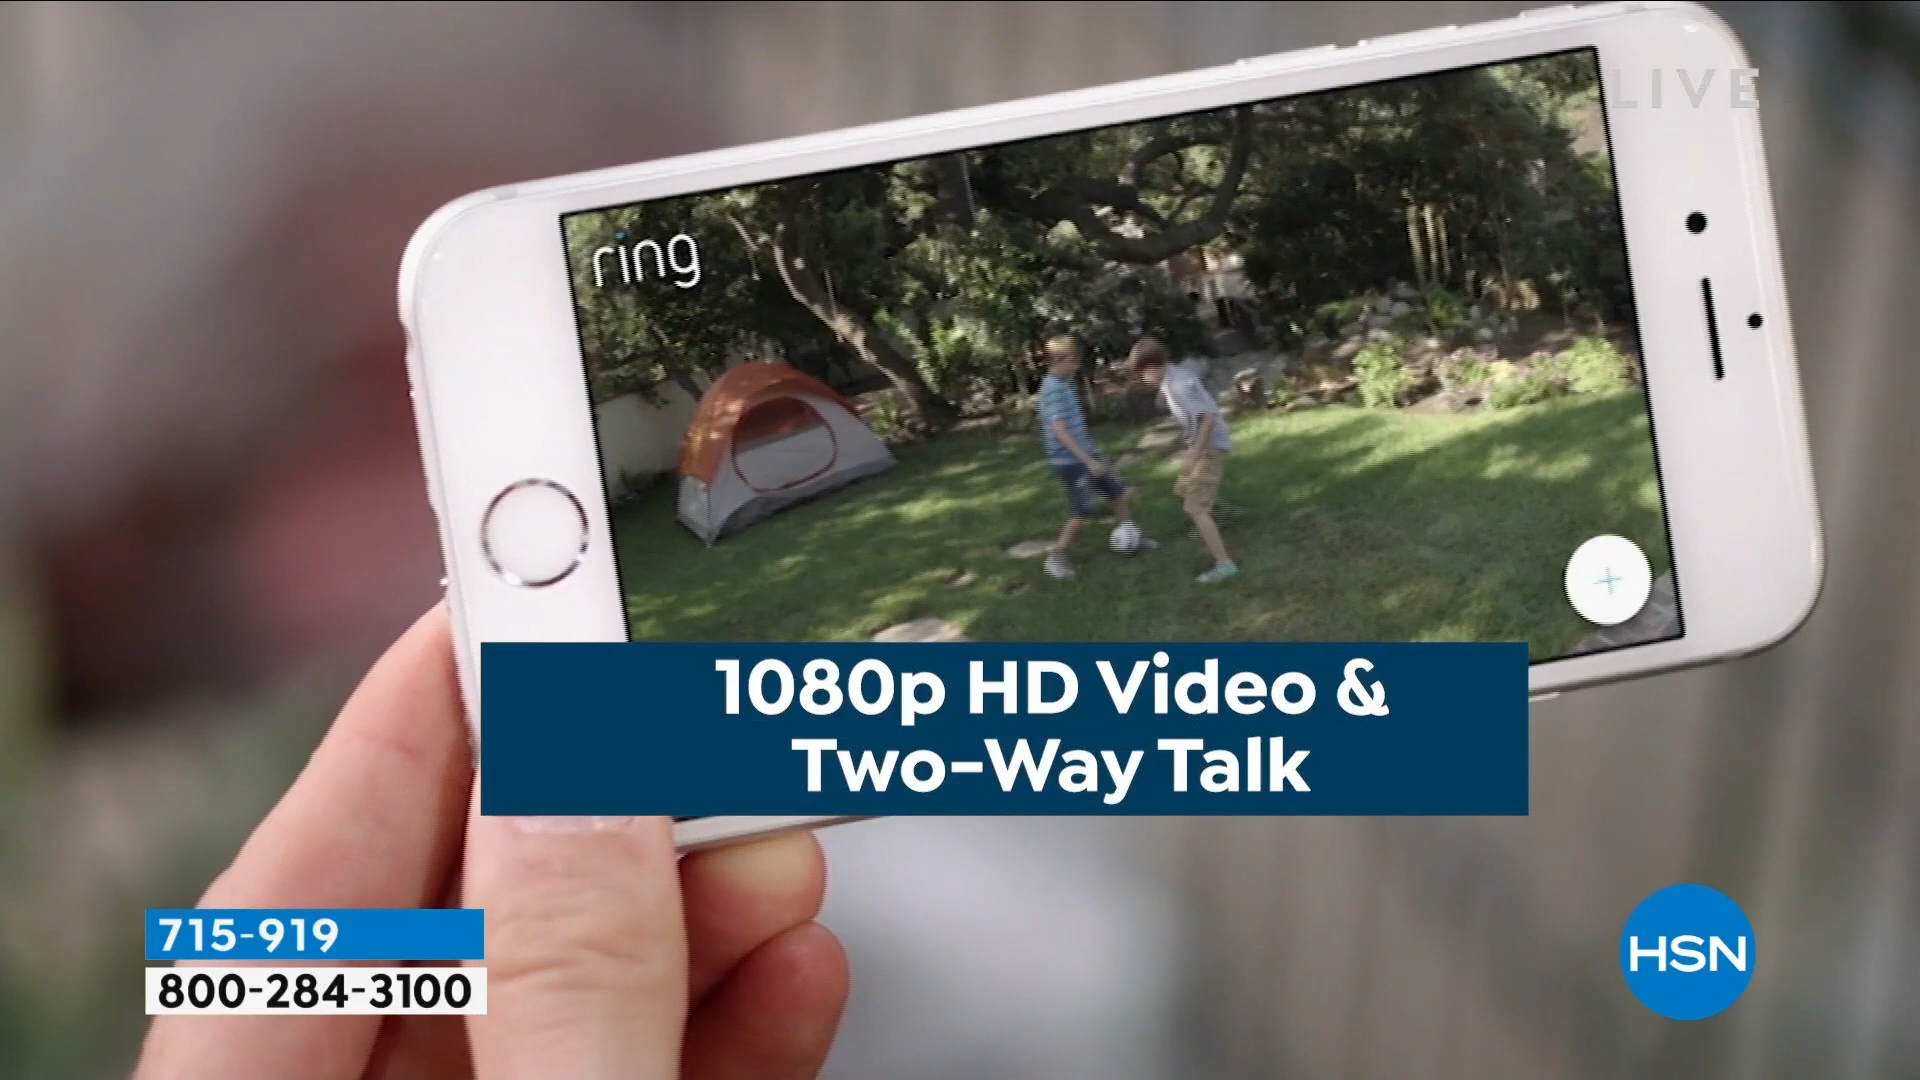 LIVE
ring
1080p HD Video &
Two-Way Talk
715-919
800-284-3100
HSN